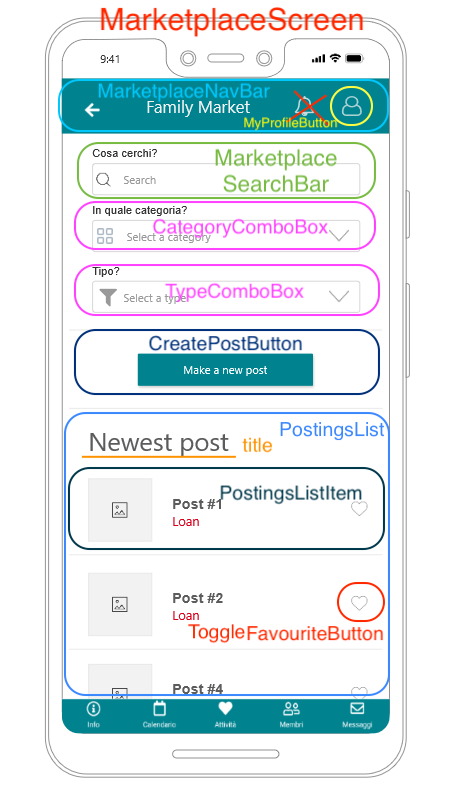 MarketplaceScreen
9:41
MarketplaceNavBar
Family Market
MyProfileButton
Cosa cerchi?
Marketplace
SearchBar
Search
In quale categoria?
CategoryComboBox
Select a category
Tipo?
TypeComboBox
Select a type
CreatePostButton
Make a new post
PostingsList
Newest post
title
PostingsListItem
Post #1
Loan
Post #2
Loan
ToggleFavouriteButton
Post #4
Info
Calendario
Attività
Membri
Messaggi